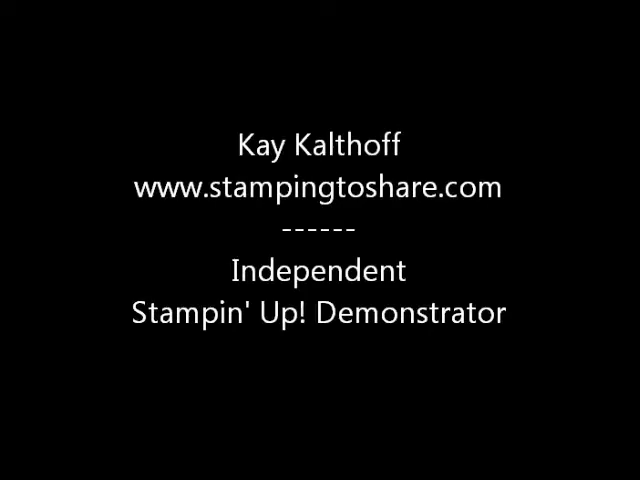 Kay Kalthoff
www.stampingtoshare.com
------
Independent
Stampin' Up! Demonstrator